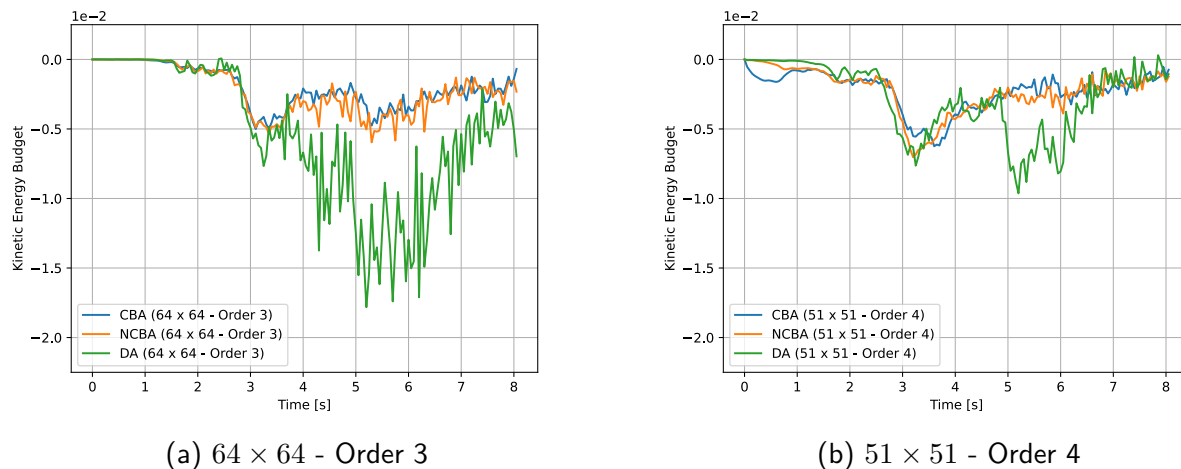 1e−2
Kinetic Energy Budget
0.0
−0.5
−1.0
−1.5
−2.0
CBA (64 x 64 - Order 3)
NCBA (64 x 64 - Order 3)
DA (64 x 64 - Order 3)
0 1 2 3 4 5 6 7 8
Time [s]
(a) 64 × 64 - Order 3
1e−2
Kinetic Energy Budget
0.0
−0.5
−1.0
−1.5
−2.0
CBA (51 x 51 - Order 4)
NCBA (51 x 51 - Order 4)
DA (51 x 51 - Order 4)
0 1 2 3 4 5 6 7 8
Time [s]
(b) 51 × 51 - Order 4